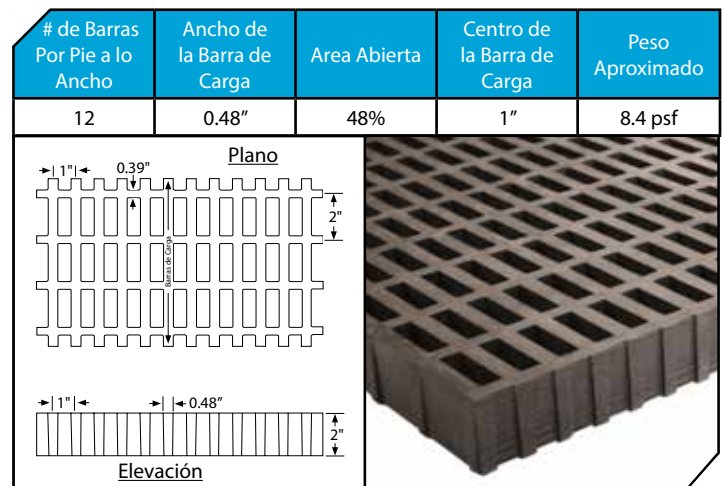 # de Barras
Por Pie a lo
Ancho
Ancho de
la Barra de
Carga
Area Abierta
Centro de
la Barra de
Carga
Peso
Aproximado
12
0.48”
48%
1”
8.4 psf
Plano
1"
0.39"
2"
Barras de Carga
1"
0.48”
2"
Elevación